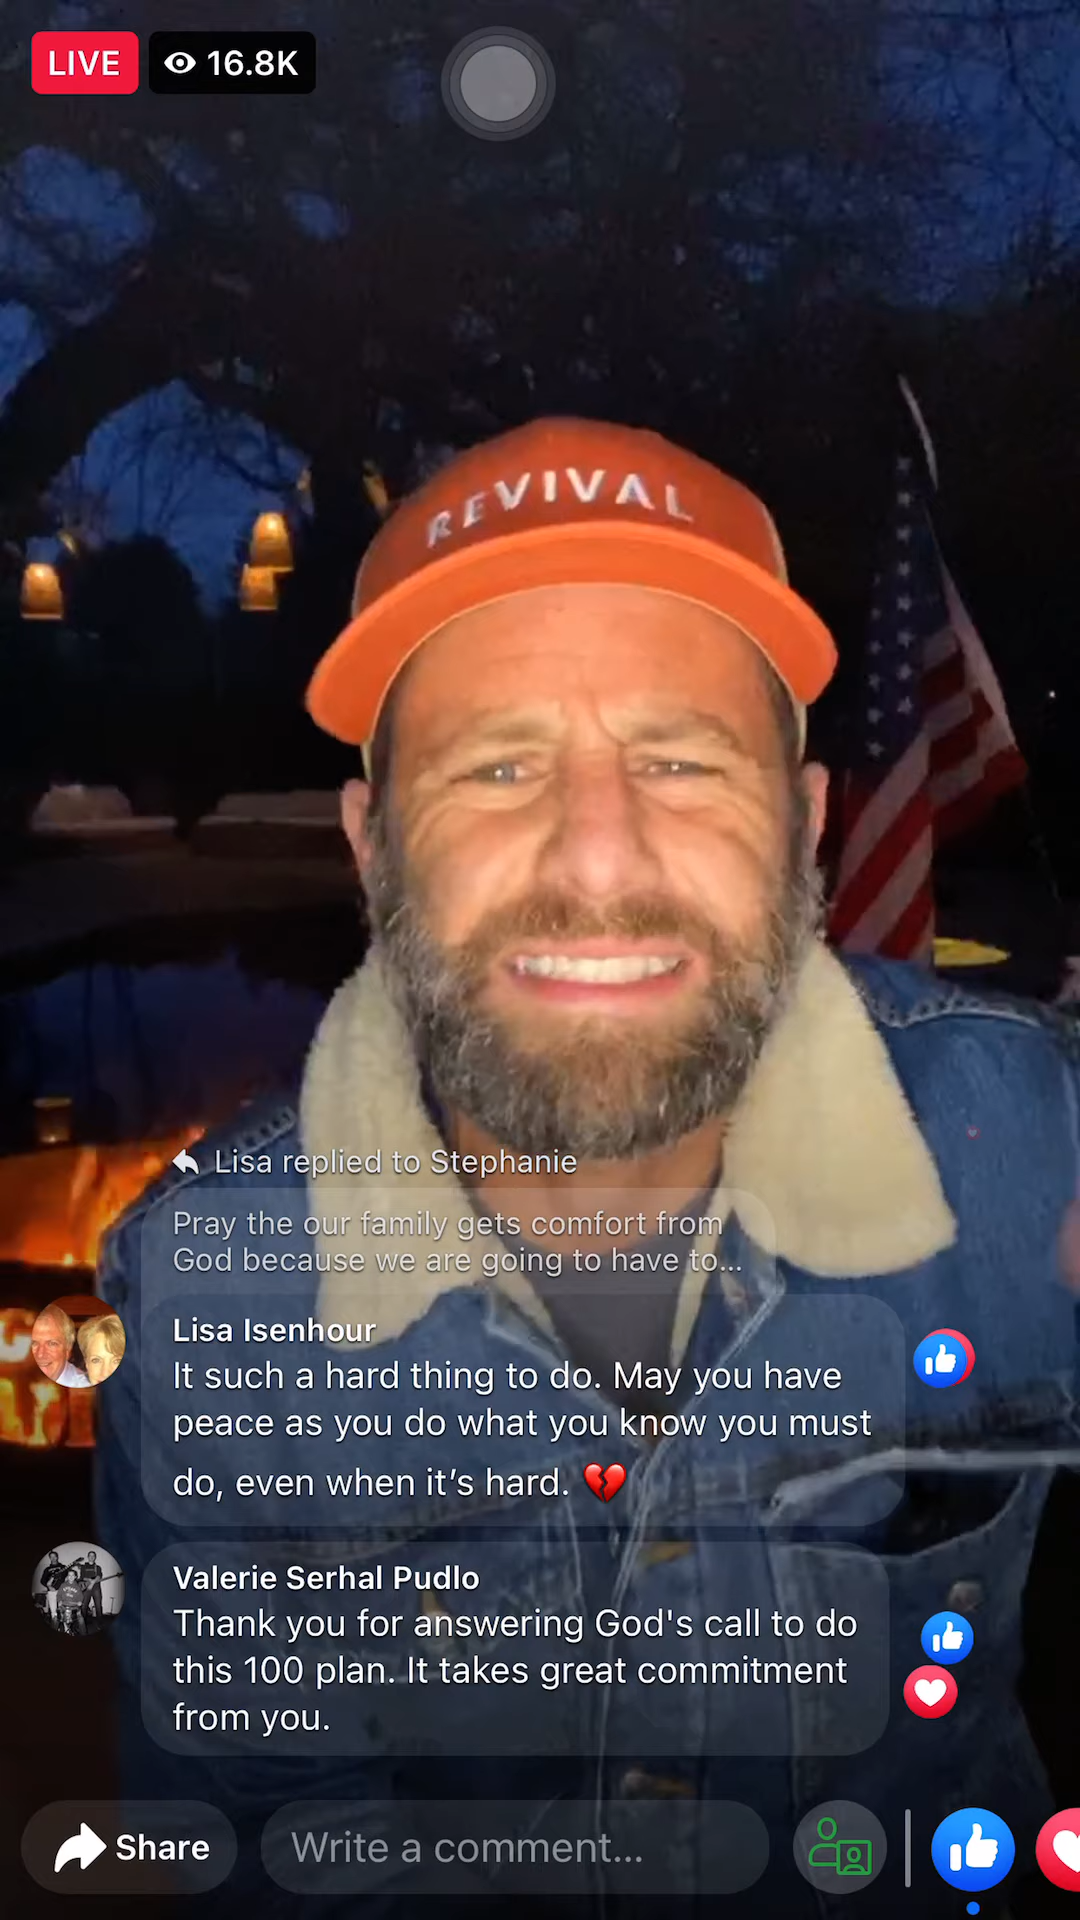 LIVE 16.8K
REVIVAL
Lisa replied to Stephanie
Pray the our family gets comfort from
God because we are going to have to...
Lisa Isenhour
It such a hard thing to do. May you have
peace as you do what you know you must
do, even when it's hard. 💔
Valerie Serhal Pudlo
Thank you for answering God's call to do
this 100 plan. It takes great commitment
from you.
Share Write a comment...